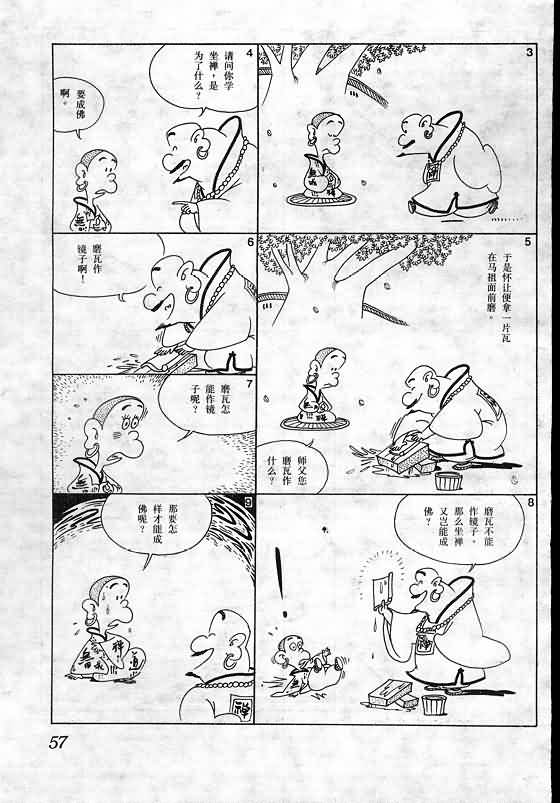 3
禪
4
请问你学
坐禅，是
为了什么？
要成佛
啊。
5
于是怀让便拿一片瓦
在马祖面前磨。
师父您
磨瓦作
什么？
6
磨瓦作
镜子啊！
7
磨瓦怎
能作镜
子呢？
8
磨瓦不能
作镜子。
那么坐禅
又岂能成
佛？
！
9
那要怎
样才能成
佛呢？
禪
道
禪
57